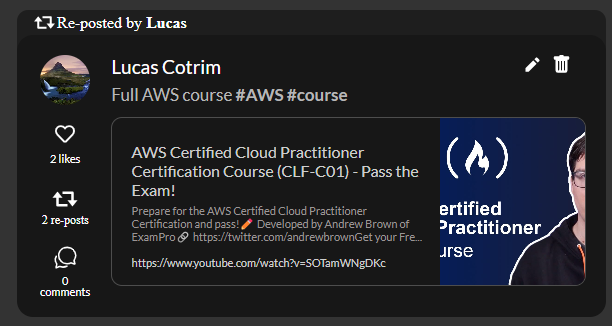 Re-posted by Lucas
Lucas Cotrim
Full AWS course #AWS #course
2 likes
2 re-posts
0
comments
AWS Certified Cloud Practitioner
Certification Course (CLF-C01) - Pass the
Exam!
Prepare for the AWS Certified Cloud Practitioner
Certification and pass!🖍️ Developed by Andrew Brown of
ExamPro 🔗 https://twitter.com/andrewbrownGet your Fre...
https://www.youtube.com/watch?v=SOTamWNgDKc
ertified
Practitioner
urse